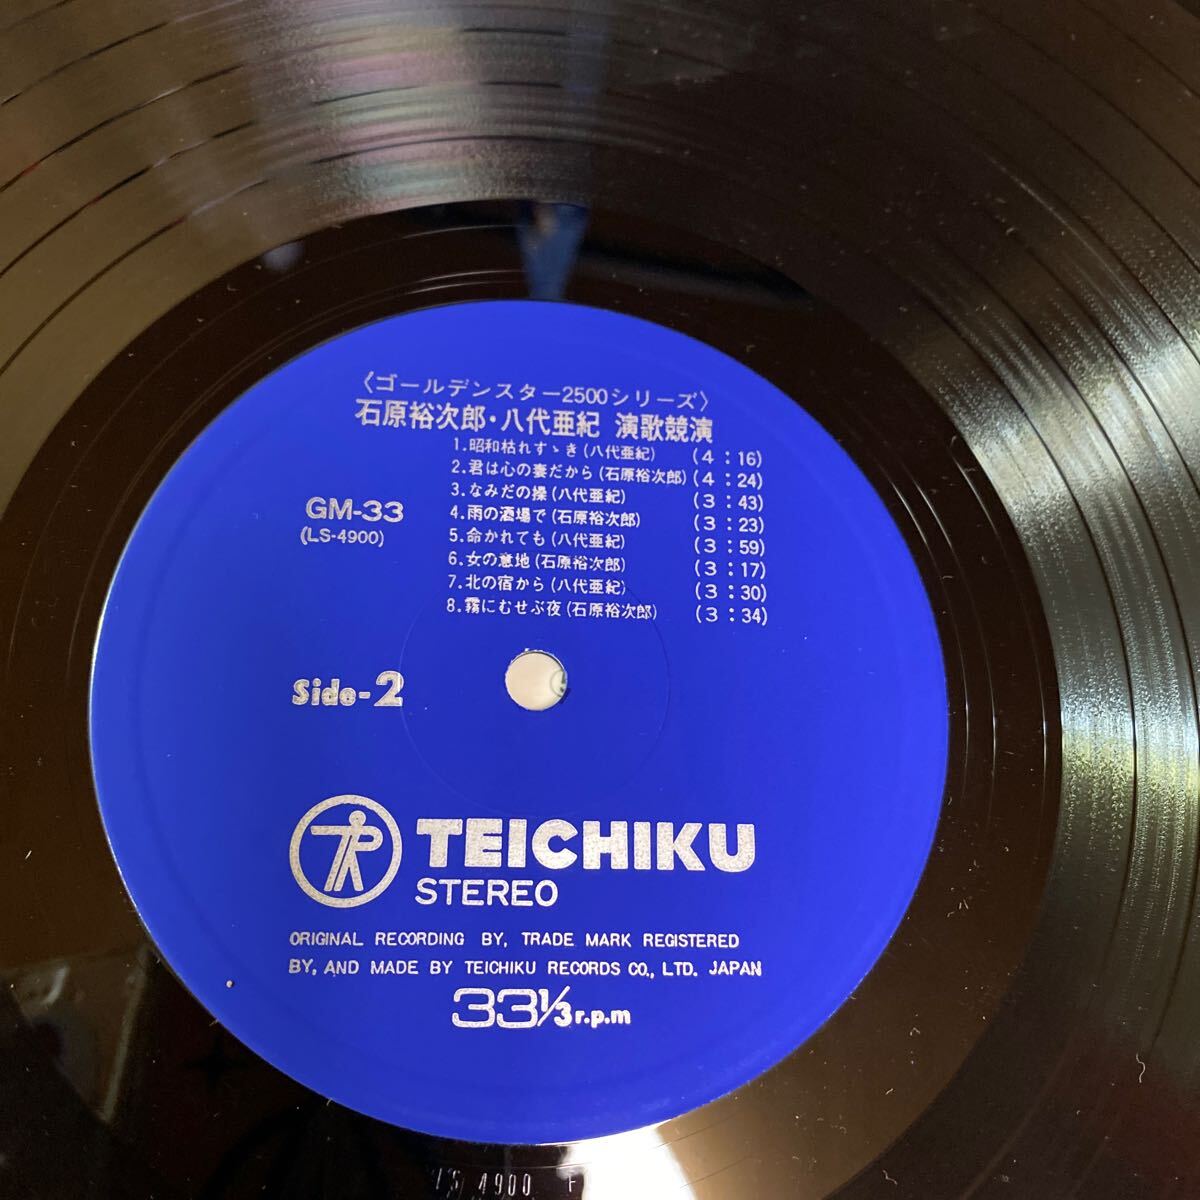 〈ゴールデンスター2500シリーズ〉
石原裕次郎・八代亜紀 演歌競演
1.昭和枯れすゝき(八代亜紀) (4:16)
2.君は心の妻だから(石原裕次郎) (4:24)
3.なみだの操(八代亜紀) (3:43)
4.雨の酒場で(石原裕次郎) (3:23)
5.命かれても(八代亜紀) (3:59)
6.女の意地(石原裕次郎) (3:17)
7.北の宿から(八代亜紀) (3:30)
8.霧にむせぶ夜(石原裕次郎) (3:34)
GM-33
(LS-4900)
Side-2
TEICHIKU
STEREO
ORIGINAL RECORDING BY, TRADE MARK REGISTERED
BY, AND MADE BY TEICHIKU RECORDS CO., LTD. JAPAN
33⅓r.p.m
LS 4900